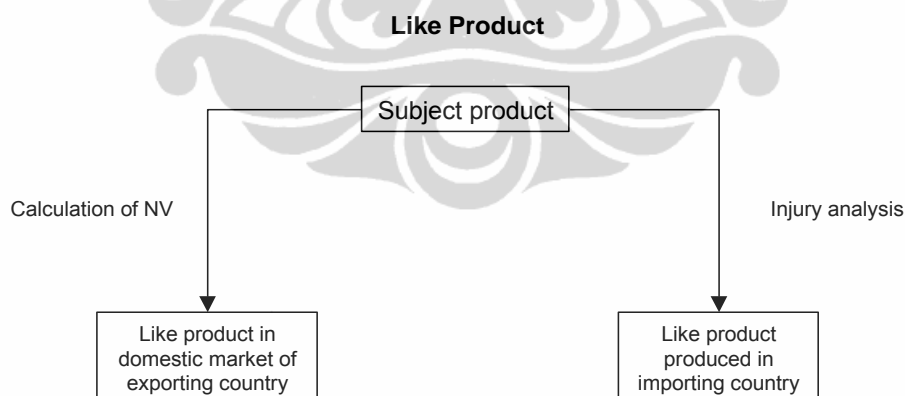 Like Product
Subject product
Calculation of NV
Injury analysis
Like product in
domestic market of
exporting country
Like product
produced in
importing country